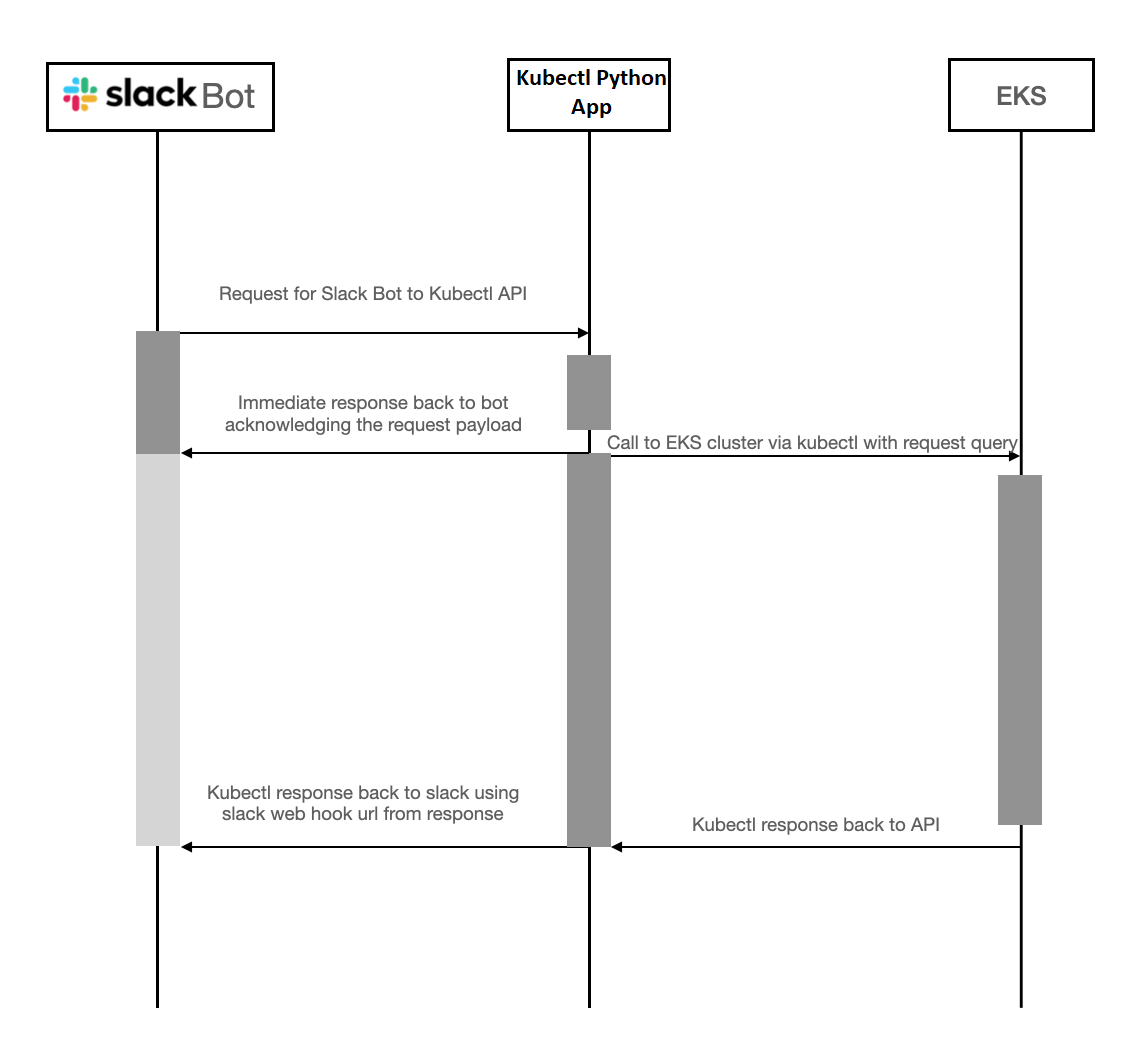 slack Bot
Kubectl Python
App
EKS
Request for Slack Bot to Kubectl API
Immediate response back to bot
acknowledging the request payload
Call to EKS cluster via kubectl with request query
Kubectl response back to slack using
slack web hook url from response
Kubectl response back to API